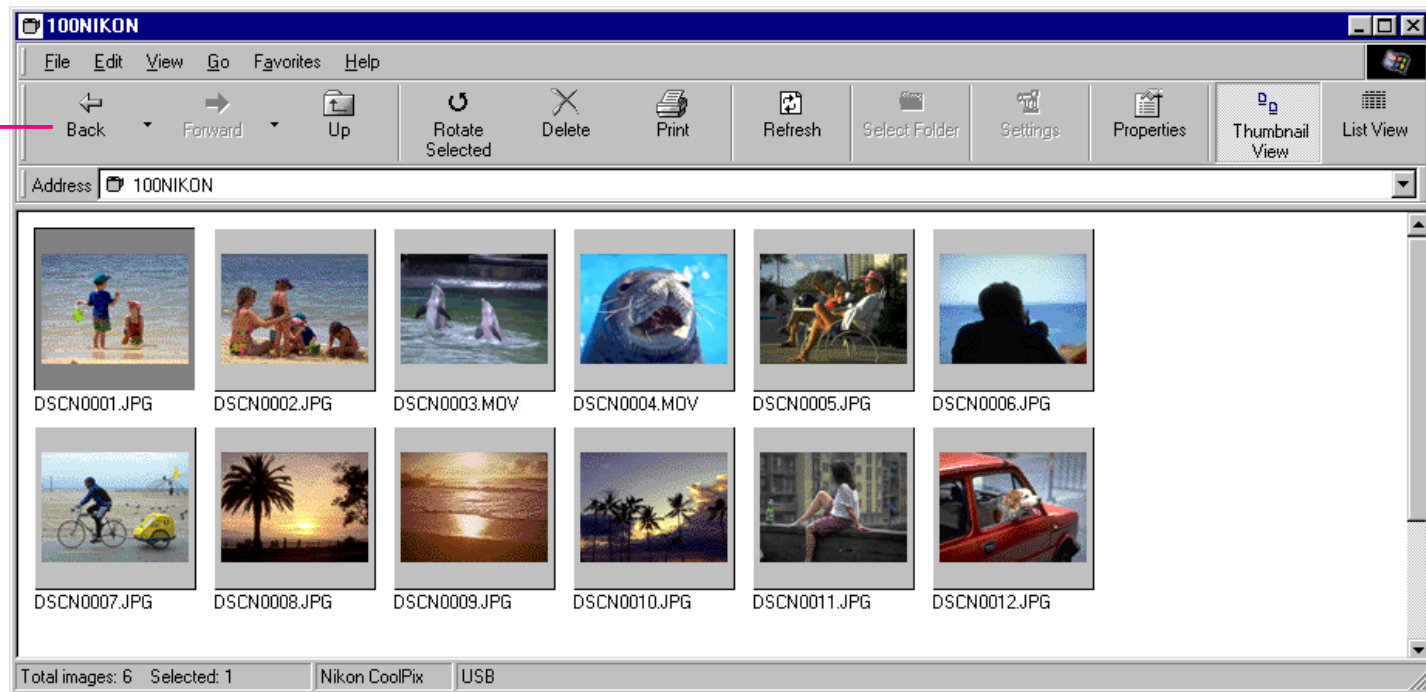 100NIKON
File Edit View Go Favorites Help
Back Forward Up Rotate Selected Delete Print Refresh Select Folder Settings Properties Thumbnail View List View
Address 100NIKON
DSCN0001.JPG DSCN0002.JPG DSCN0003.MOV DSCN0004.MOV DSCN0005.JPG DSCN0006.JPG
DSCN0007.JPG DSCN0008.JPG DSCN0009.JPG DSCN0010.JPG DSCN0011.JPG DSCN0012.JPG
Total images: 6 Selected: 1 Nikon CoolPix USB